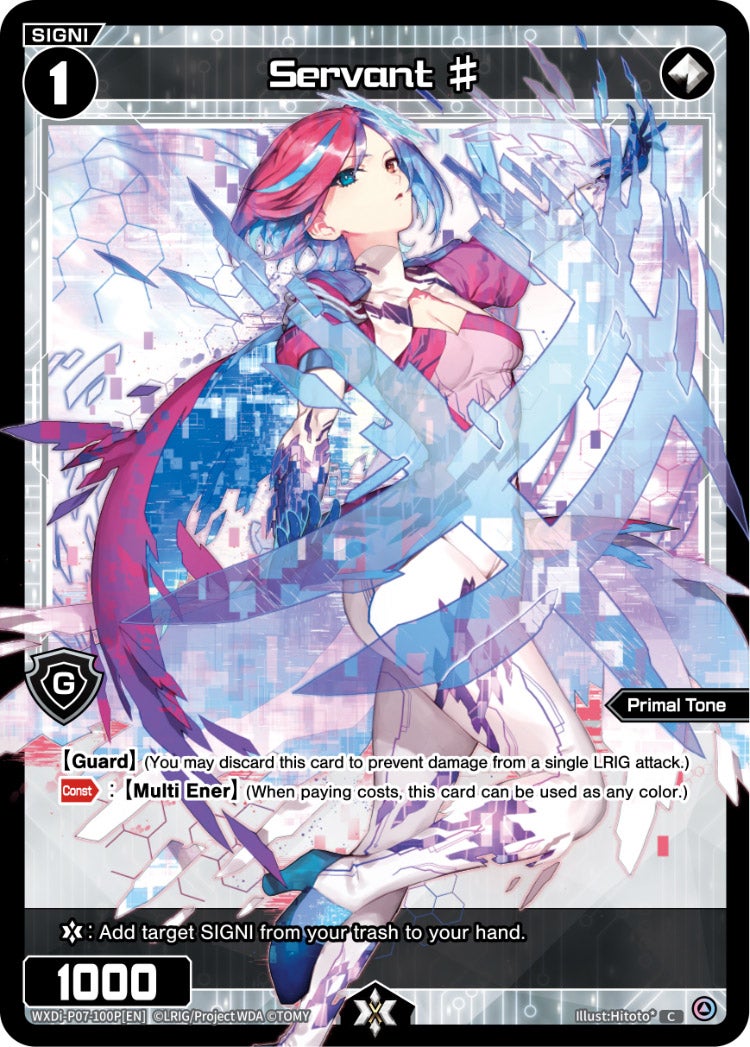 SIGNI
1
Servant #
G
Primal Tone
【Guard】 (You may discard this card to prevent damage from a single LRIG attack.)
Const : 【Multi Ener】 (When paying costs, this card can be used as any color.)
: Add target SIGNI from your trash to your hand.
1000
WXDi-P07-100P[EN] ©LRIG/Project WDA ©TOMY
Illust:Hitoto* C